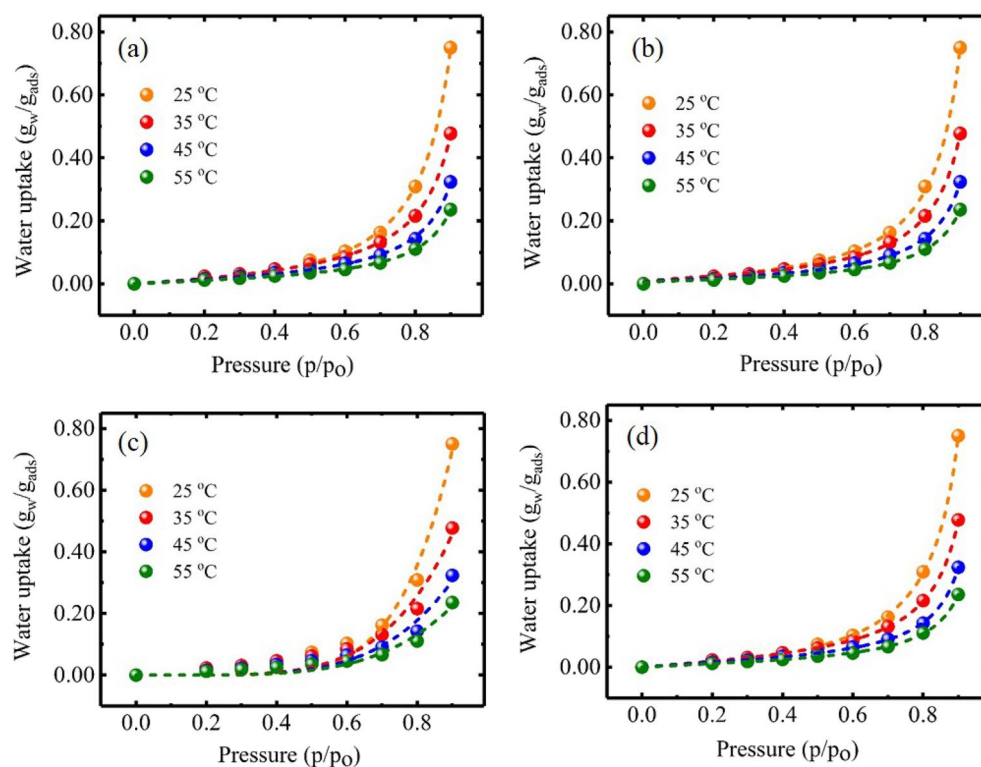 (a)
Water uptake (gw/gads)
0.80
0.60
0.40
0.20
0.00
25 °C
35 °C
45 °C
55 °C
0.0 0.2 0.4 0.6 0.8
Pressure (p/po)
(b)
Water uptake (gw/gads)
0.80
0.60
0.40
0.20
0.00
25 °C
35 °C
45 °C
55 °C
0.0 0.2 0.4 0.6 0.8
Pressure (p/po)
(c)
Water uptake (gw/gads)
0.80
0.60
0.40
0.20
0.00
25 °C
35 °C
45 °C
55 °C
0.0 0.2 0.4 0.6 0.8
Pressure (p/po)
(d)
Water uptake (gw/gads)
0.80
0.60
0.40
0.20
0.00
25 °C
35 °C
45 °C
55 °C
0.0 0.2 0.4 0.6 0.8
Pressure (p/po)